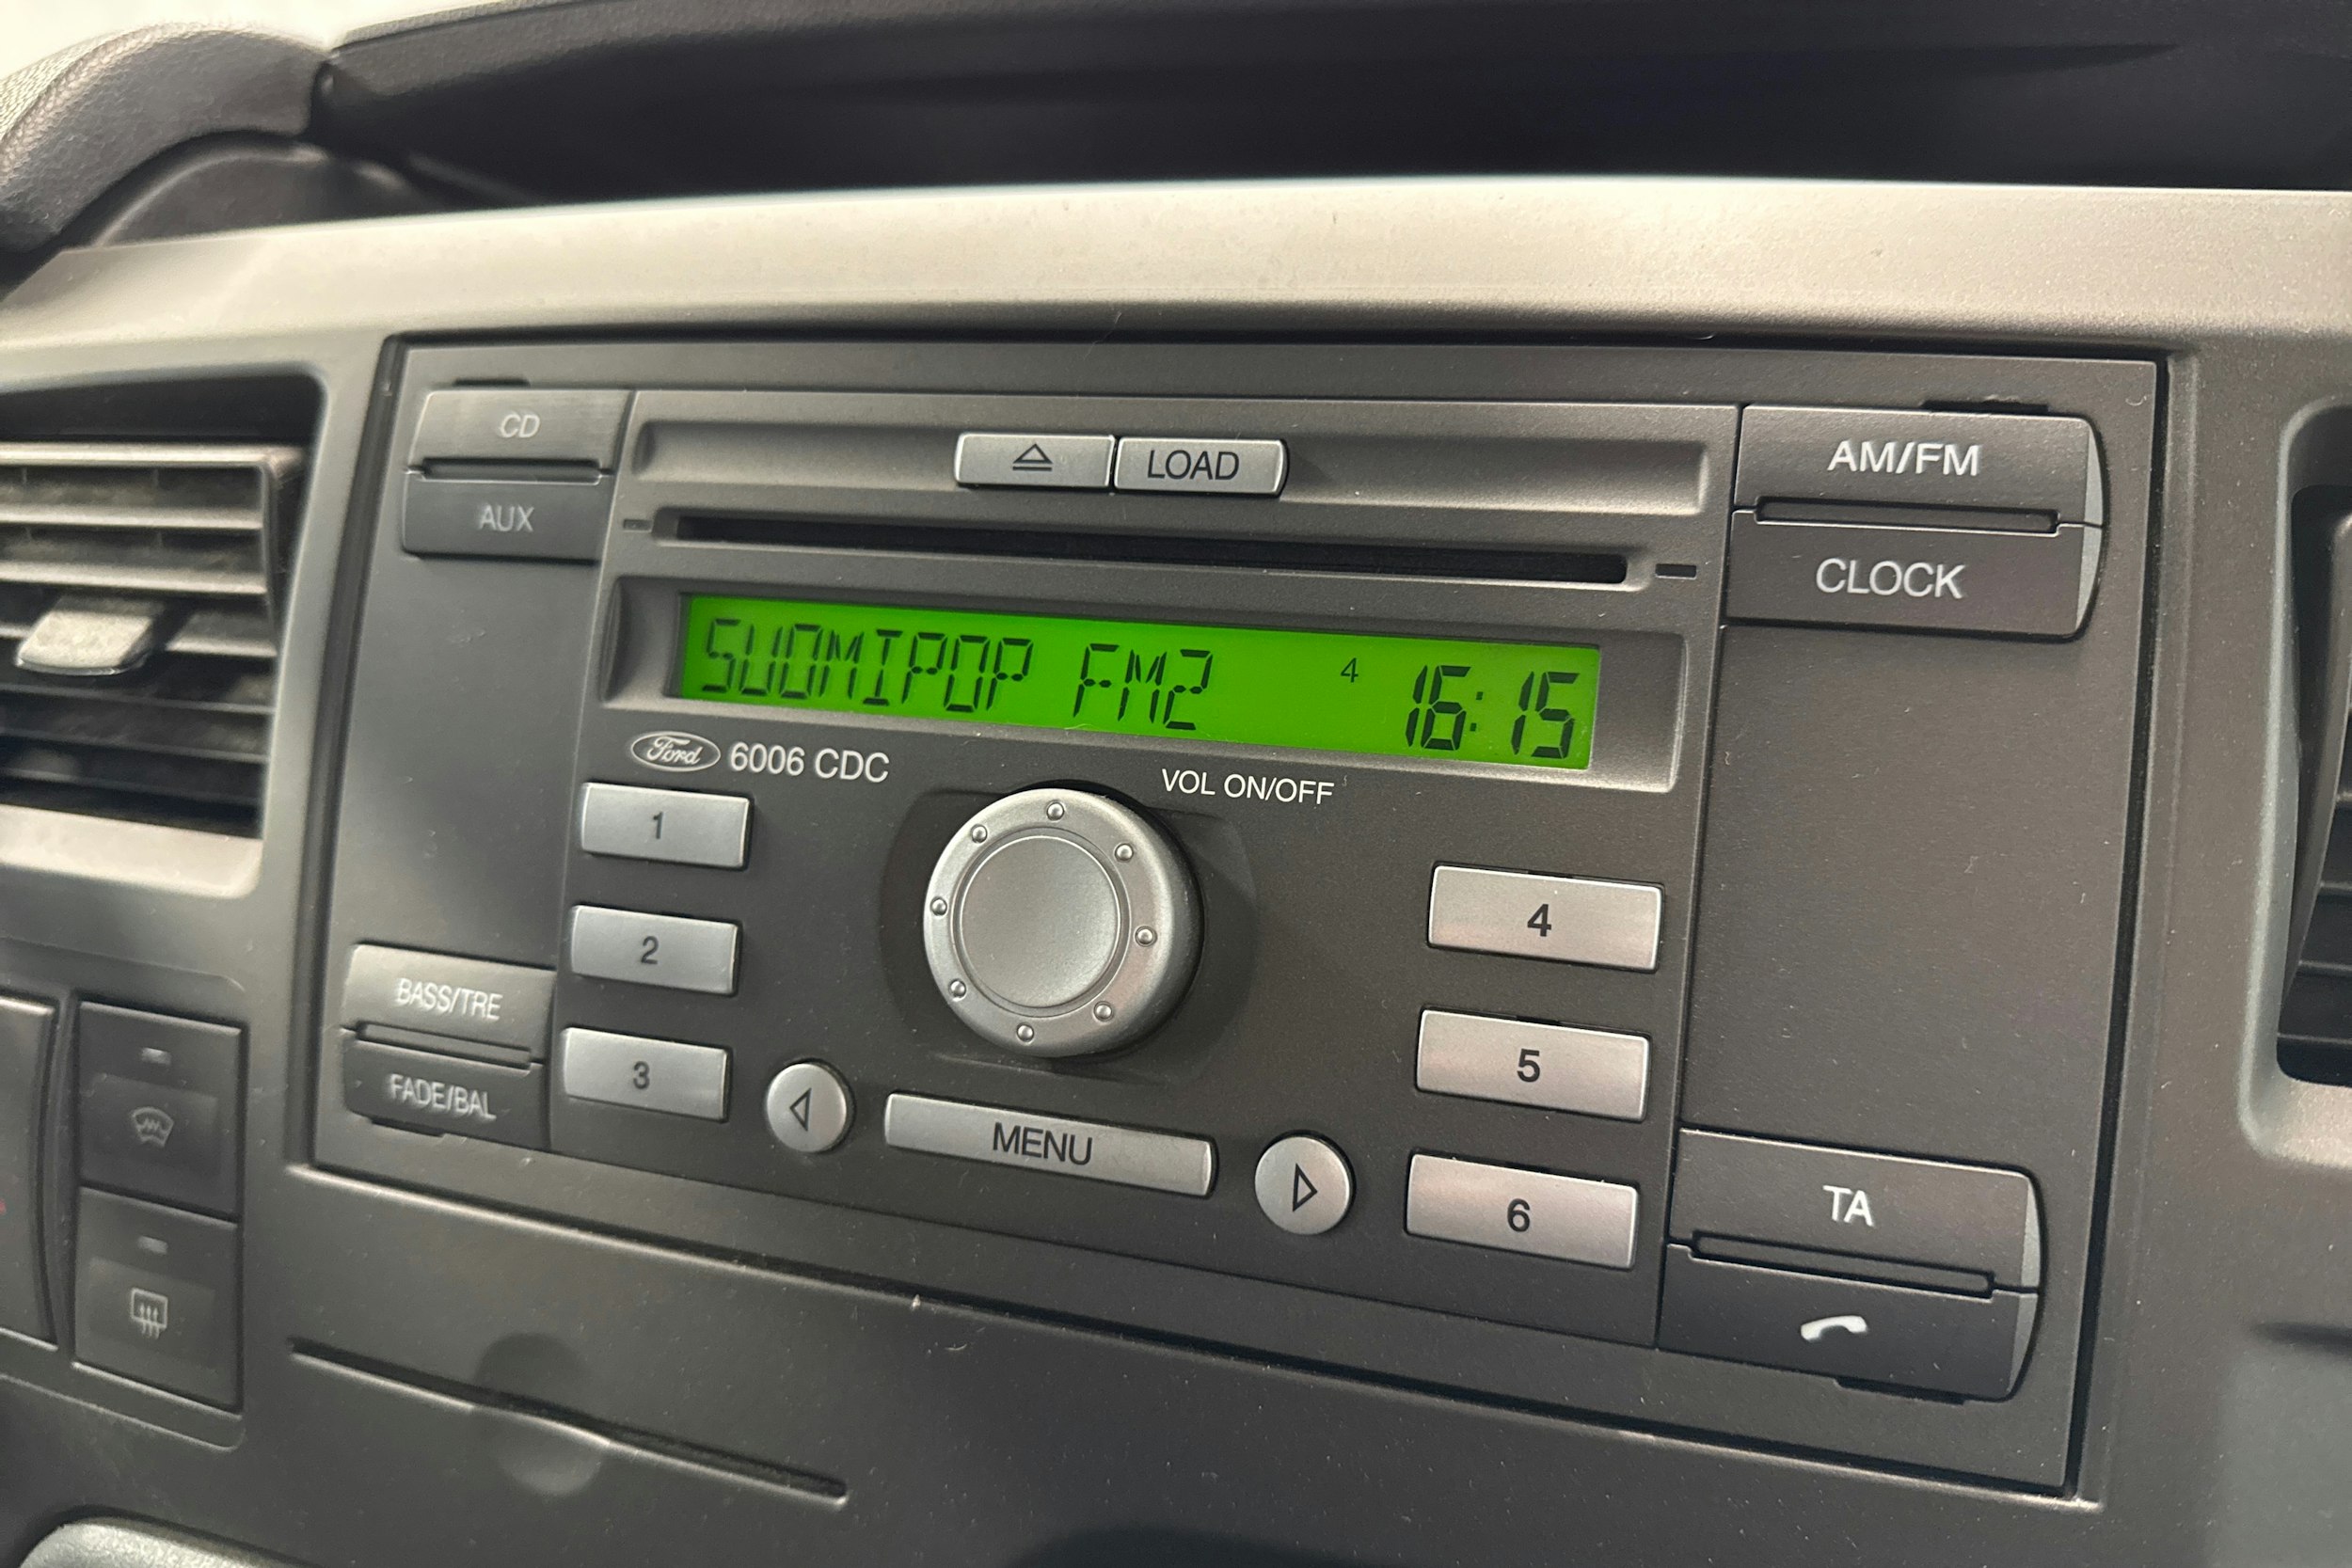 CD
AUX
LOAD
AM/FM
CLOCK
SUOMIPOP FM2 4 16:15
Ford 6006 CDC
VOL ON/OFF
1
2
3
4
5
6
BASS/TRE
FADE/BAL
MENU
TA